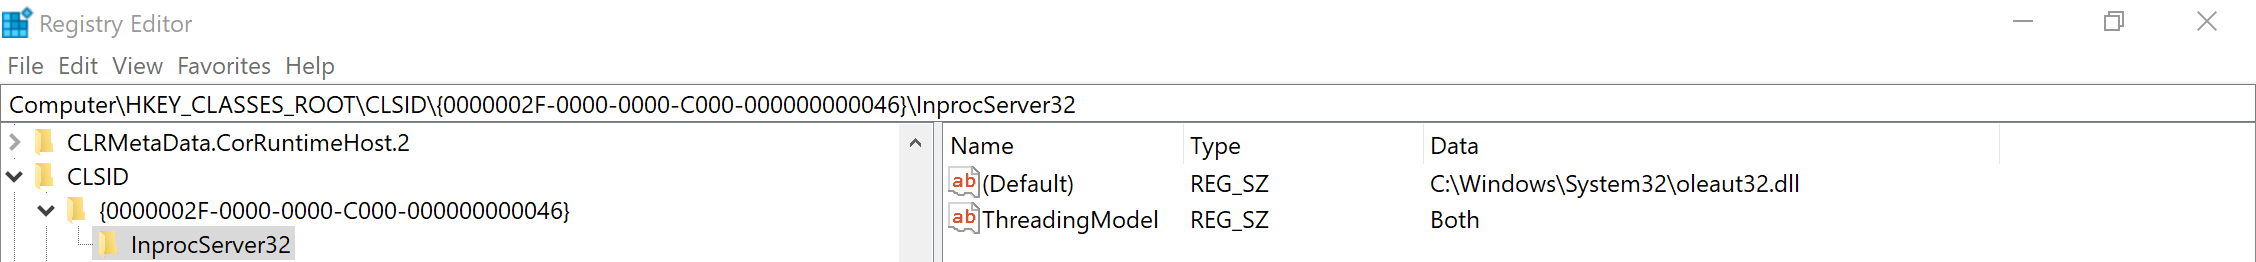 Registry Editor
File Edit View Favorites Help
Computer\HKEY_CLASSES_ROOT\CLSID\{0000002F-0000-0000-C000-000000000046}\InprocServer32
CLRMetaData.CorRuntimeHost.2
CLSID
{0000002F-0000-0000-C000-000000000046}
InprocServer32
Name Type Data
ab (Default) REG_SZ C:\Windows\System32\oleaut32.dll
ab ThreadingModel REG_SZ Both